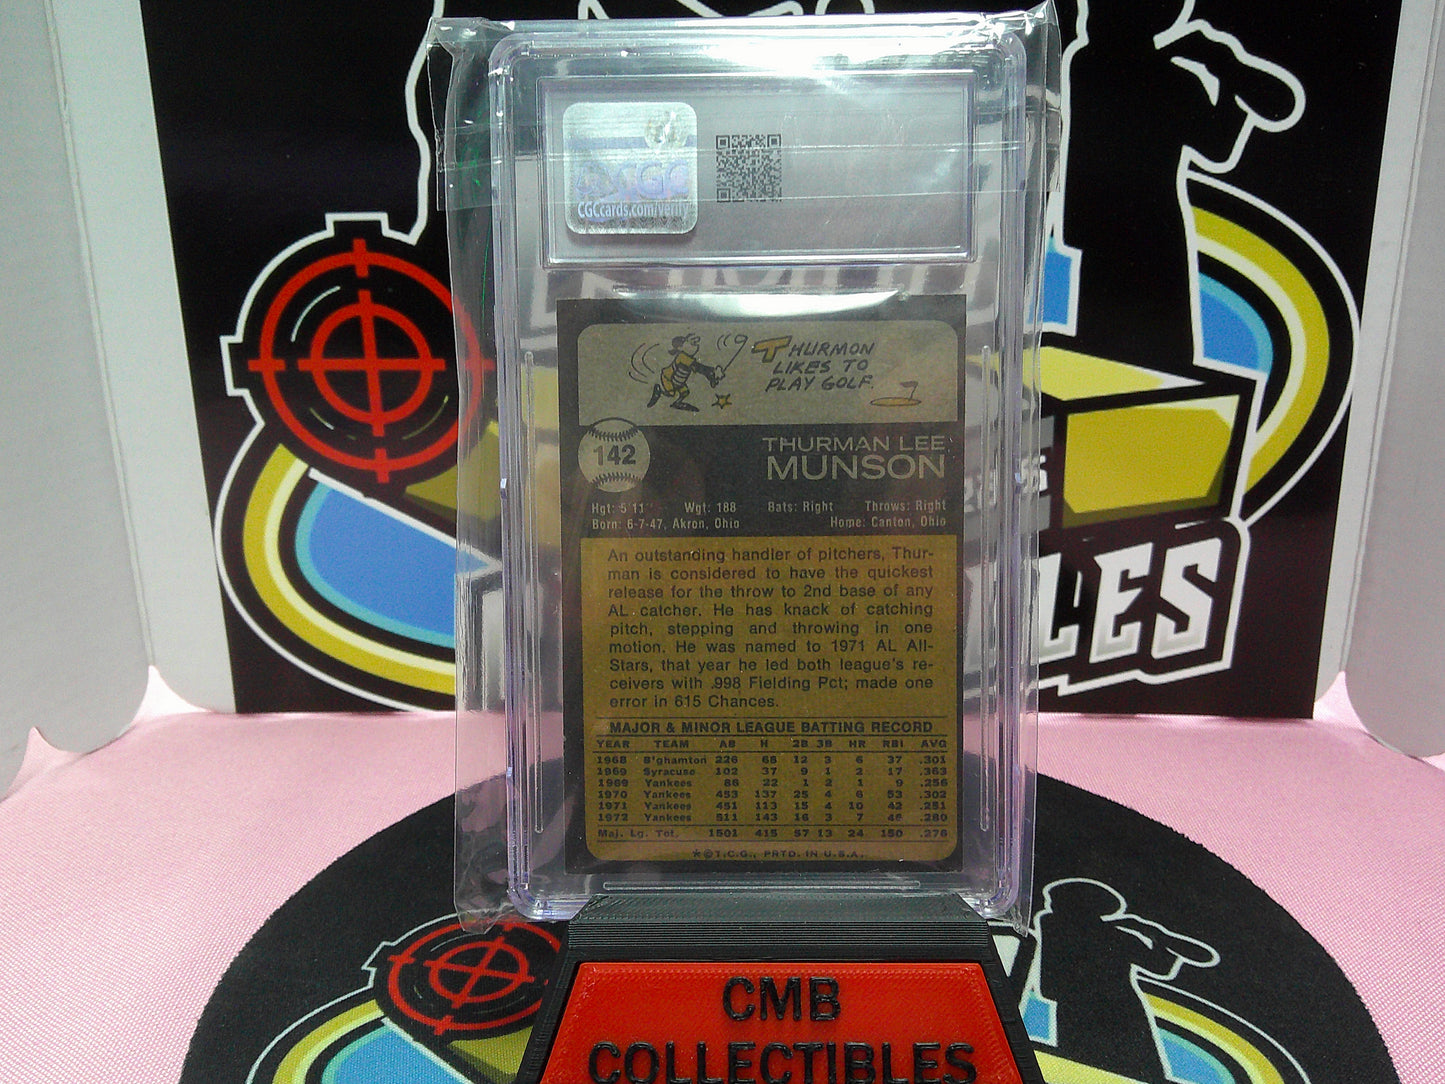 CGC
CGCcards.com/verify
THURMON
LIKES TO
PLAY GOLF.
142
THURMAN LEE
MUNSON
Hgt: 5'11" Wgt: 188 Bats: Right Throws: Right
Born: 6-7-47, Akron, Ohio Home: Canton, Ohio
An outstanding handler of pitchers, Thur-
man is considered to have the quickest
release for the throw to 2nd base of any
AL catcher. He has knack of catching
pitch, stepping and throwing in one
motion. He was named to 1971 AL All-
Stars, that year he led both league's re-
ceivers with .998 Fielding Pct; made one
error in 615 Chances.
MAJOR & MINOR LEAGUE BATTING RECORD
YEAR TEAM AB H 2B 3B HR RBI AVG
1968 B'ghamton 226 68 12 3 6 37 .301
1969 Syracuse 102 37 9 1 2 17 .363
1969 Yankees 86 22 1 2 1 9 .256
1970 Yankees 453 137 25 4 6 53 .302
1971 Yankees 451 113 15 4 10 42 .251
1972 Yankees 511 143 16 3 7 46 .280
Maj. Lg. Tot. 1501 415 57 13 24 150 .276
*©T.C.G., PRTD. IN U.S.A.
LES
CMB
COLLECTIBLES